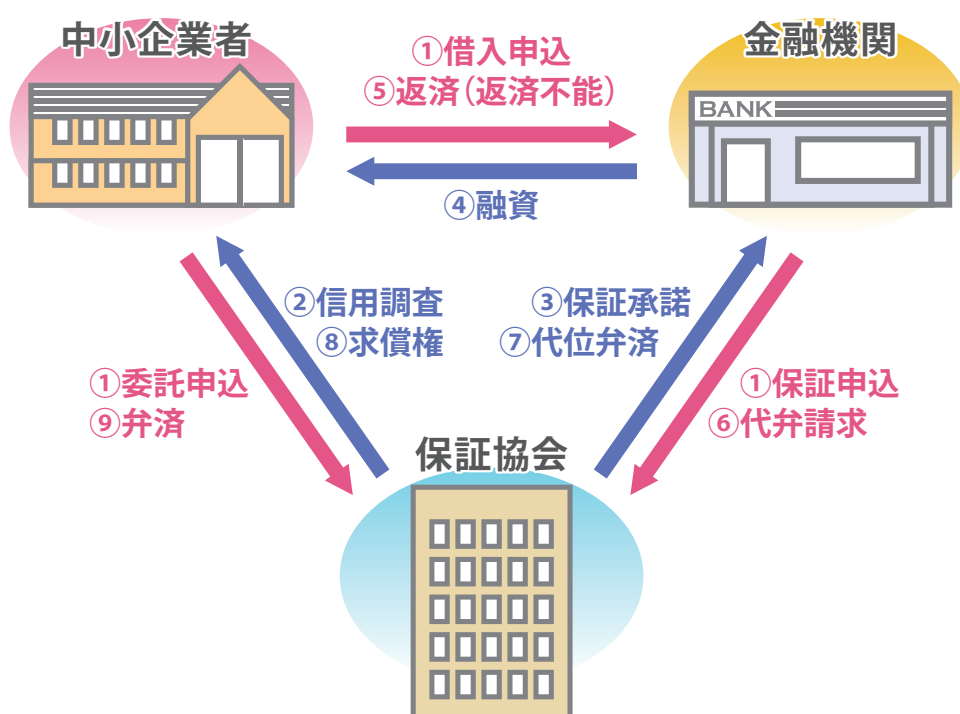 中小企業者
金融機関
①借入申込
⑤返済（返済不能）
BANK
④融資
②信用調査
⑧求償権
③保証承諾
⑦代位弁済
①委託申込
⑨弁済
①保証申込
⑥代弁請求
保証協会